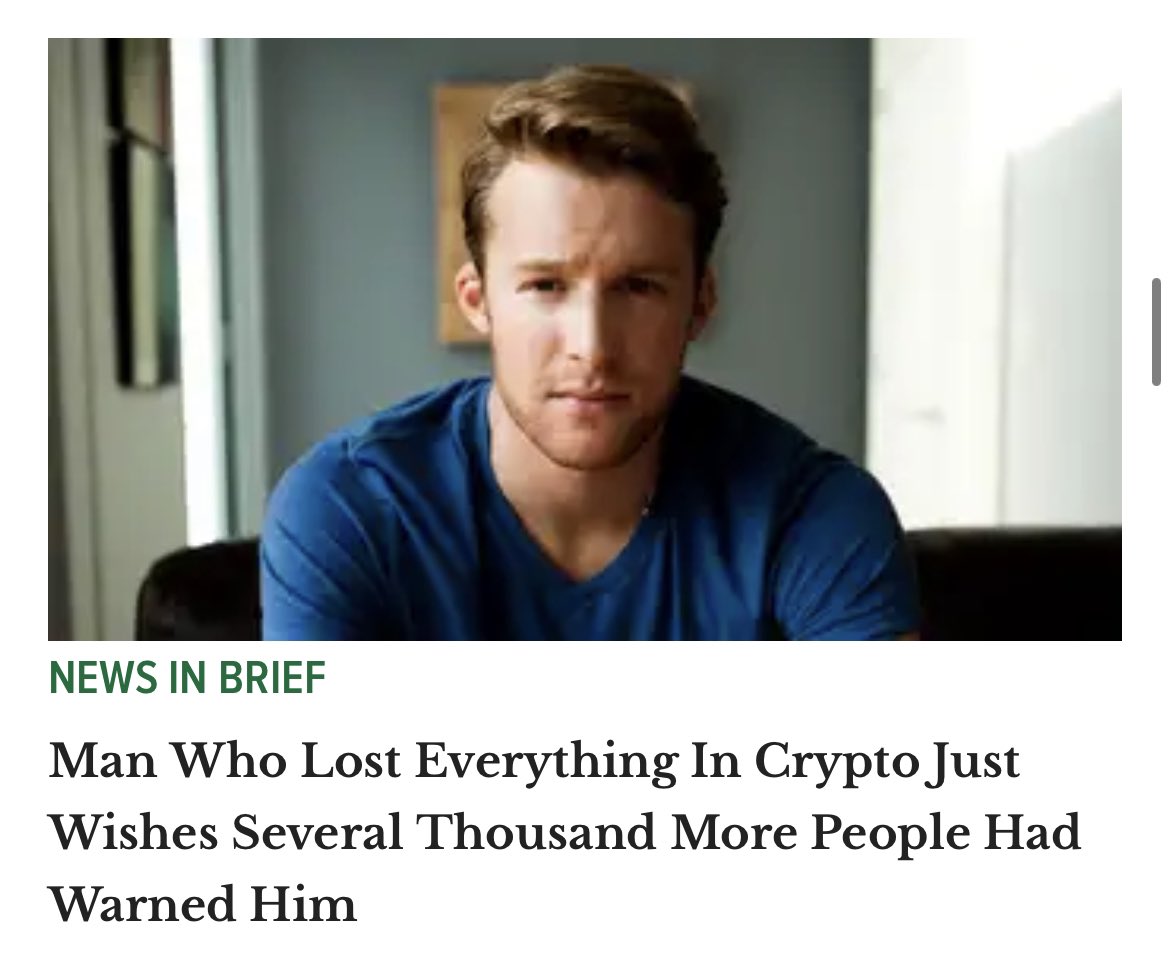 NEWS IN BRIEF
Man Who Lost Everything In Crypto Just
Wishes Several Thousand More People Had
Warned Him